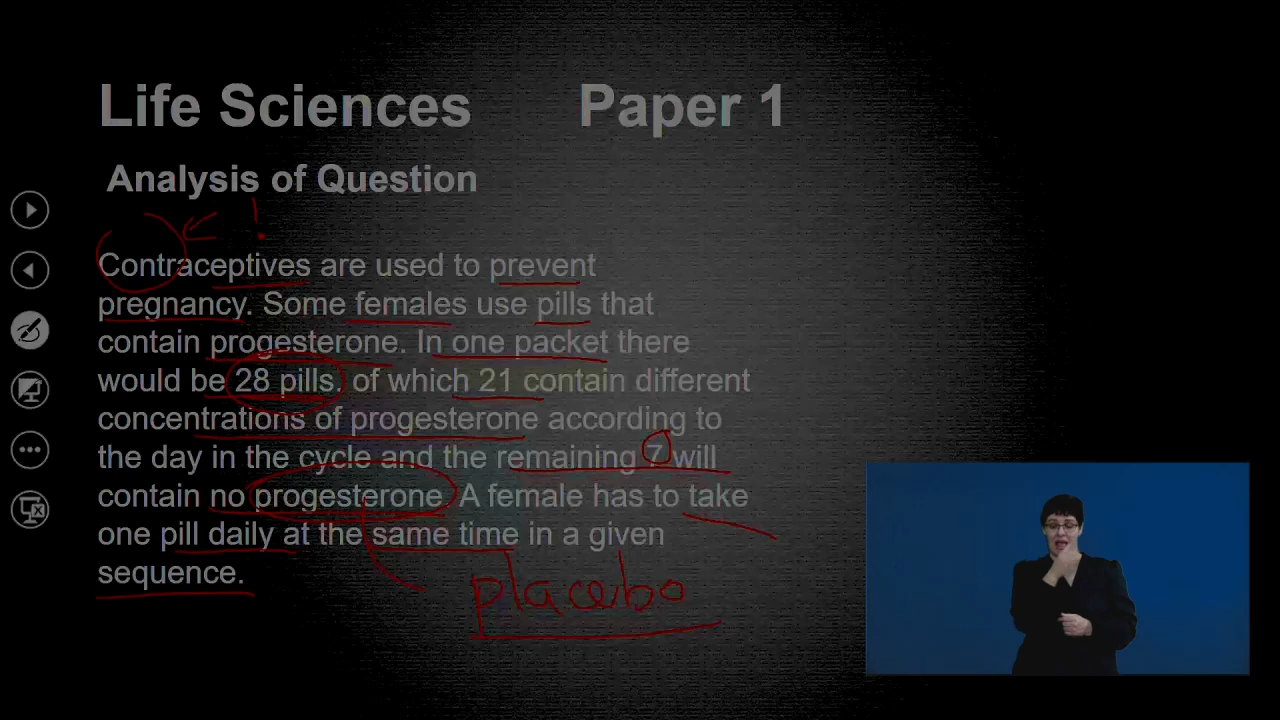 Life Sciences Paper 1
Analysis of Question
!
Contraceptives are used to prevent
pregnancy. Some females use pills that
contain progesterone. In one packet there
would be 28 pills. of which 21 contain different
concentrations of progesterone according to
the day in the cycle and the remaining 7 will
contain no progesterone. A female has to take
one pill daily at the same time in a given
sequence.
placebo